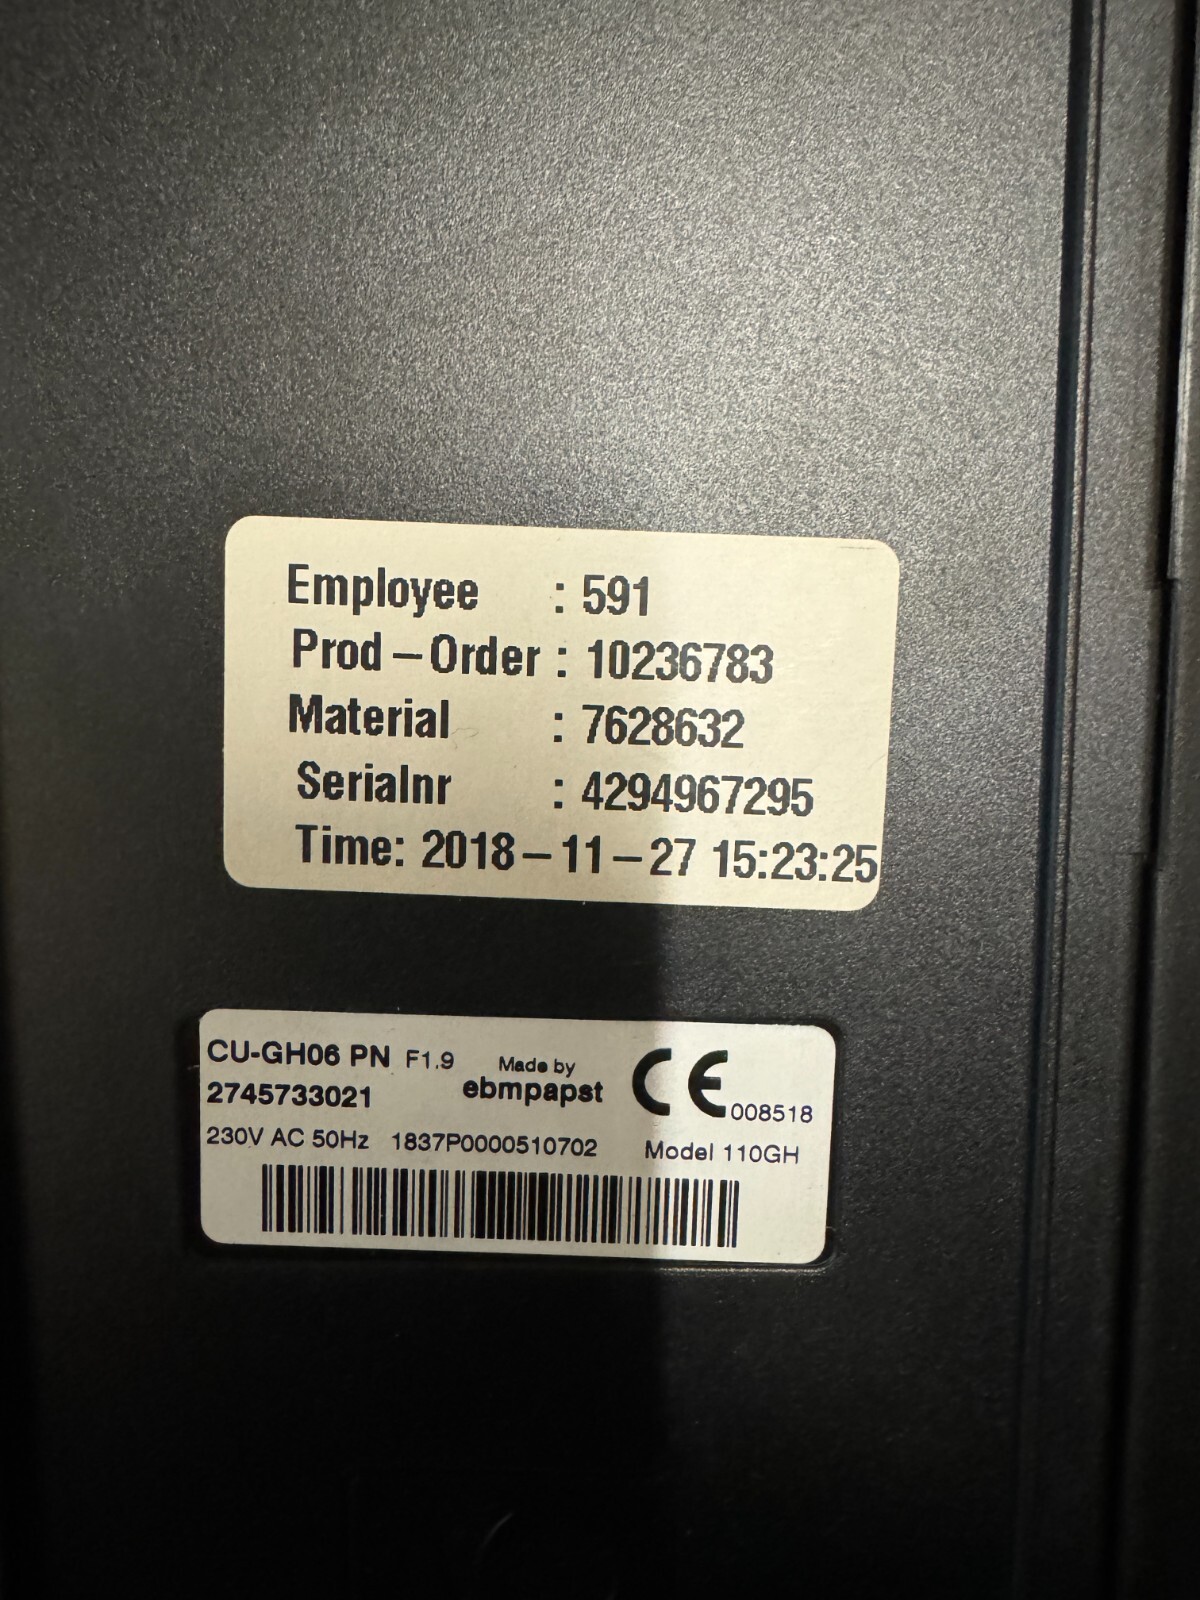 Employee : 591
Prod-Order : 10236783
Material : 7628632
Serialnr : 4294967295
Time: 2018-11-27 15:23:25
CU-GH06 PN F1.9 Made by
2745733021 ebmpapst CE 008518
230V AC 50Hz 1837P0000510702 Model 110GH